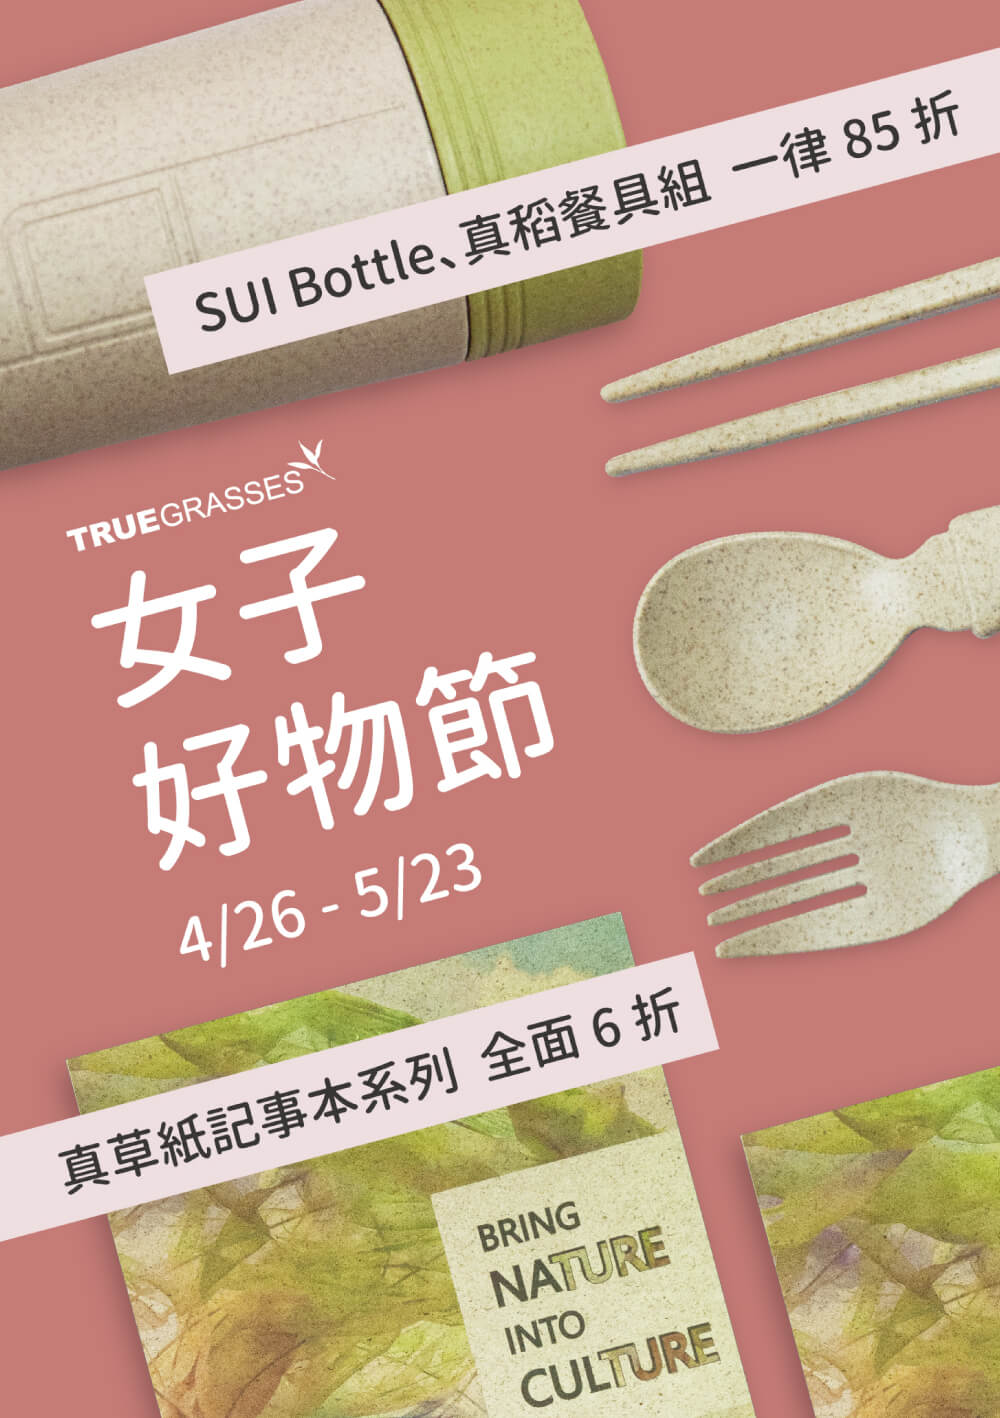 SUI Bottle、真稻餐具組 一律 85 折
TRUEGRASSES
女子
好物節
4/26 - 5/23
真草紙記事本系列 全面 6 折
BRING
NATURE
INTO
CULTURE